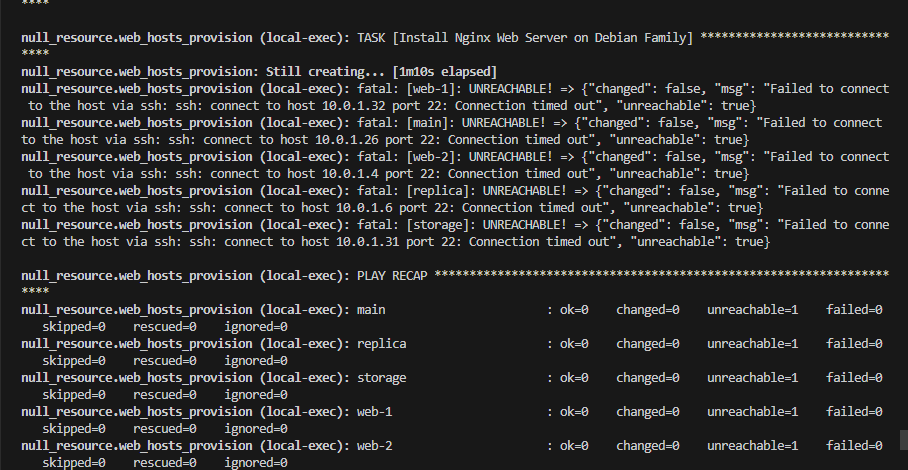 ****
null_resource.web_hosts_provision (local-exec): TASK [Install Nginx Web Server on Debian Family] ***************************
****
null_resource.web_hosts_provision: Still creating... [1m10s elapsed]
null_resource.web_hosts_provision (local-exec): fatal: [web-1]: UNREACHABLE! => {"changed": false, "msg": "Failed to connect
 to the host via ssh: ssh: connect to host 10.0.1.32 port 22: Connection timed out", "unreachable": true}
null_resource.web_hosts_provision (local-exec): fatal: [main]: UNREACHABLE! => {"changed": false, "msg": "Failed to connect
to the host via ssh: ssh: connect to host 10.0.1.26 port 22: Connection timed out", "unreachable": true}
null_resource.web_hosts_provision (local-exec): fatal: [web-2]: UNREACHABLE! => {"changed": false, "msg": "Failed to connect
 to the host via ssh: ssh: connect to host 10.0.1.4 port 22: Connection timed out", "unreachable": true}
null_resource.web_hosts_provision (local-exec): fatal: [replica]: UNREACHABLE! => {"changed": false, "msg": "Failed to conne
ct to the host via ssh: ssh: connect to host 10.0.1.6 port 22: Connection timed out", "unreachable": true}
null_resource.web_hosts_provision (local-exec): fatal: [storage]: UNREACHABLE! => {"changed": false, "msg": "Failed to conne
ct to the host via ssh: ssh: connect to host 10.0.1.31 port 22: Connection timed out", "unreachable": true}
null_resource.web_hosts_provision (local-exec): PLAY RECAP *****************************************************************
****
null_resource.web_hosts_provision (local-exec): main                       : ok=0    changed=0    unreachable=1    failed=0
   skipped=0    rescued=0    ignored=0
null_resource.web_hosts_provision (local-exec): replica                    : ok=0    changed=0    unreachable=1    failed=0
   skipped=0    rescued=0    ignored=0
null_resource.web_hosts_provision (local-exec): storage                    : ok=0    changed=0    unreachable=1    failed=0
   skipped=0    rescued=0    ignored=0
null_resource.web_hosts_provision (local-exec): web-1                      : ok=0    changed=0    unreachable=1    failed=0
   skipped=0    rescued=0    ignored=0
null_resource.web_hosts_provision (local-exec): web-2                      : ok=0    changed=0    unreachable=1    failed=0
   skipped=0    rescued=0    ignored=0